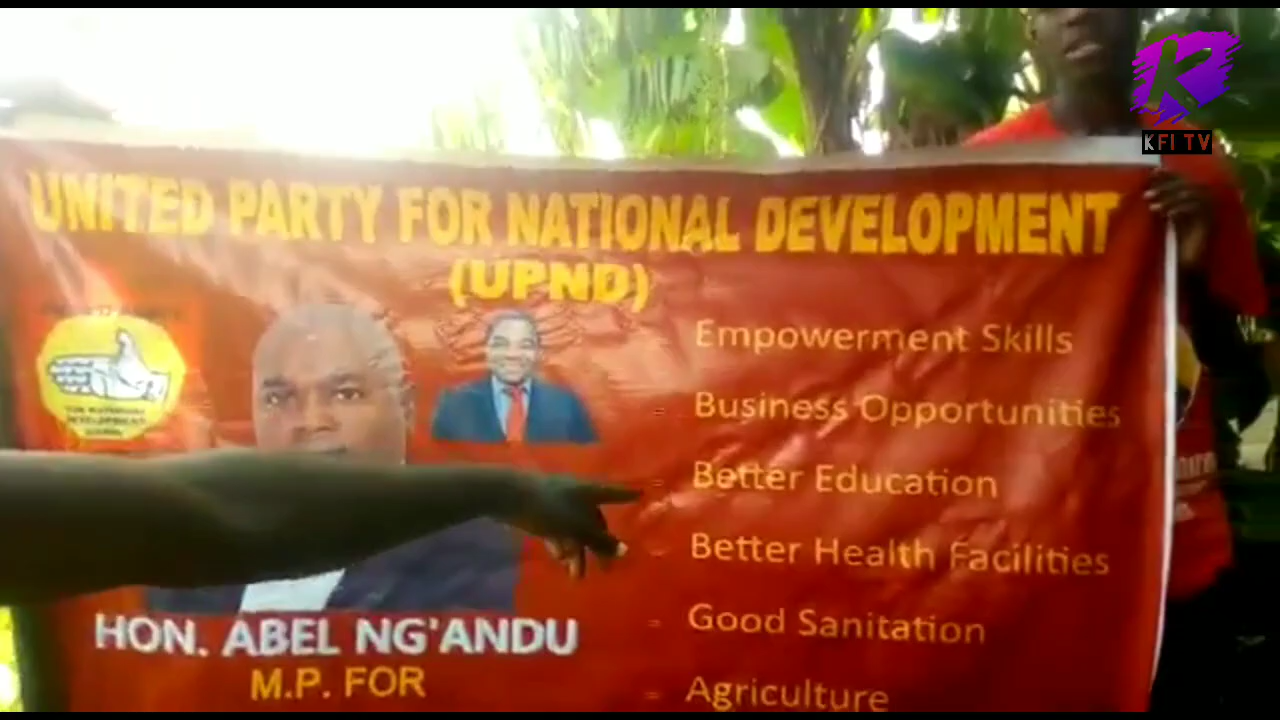 K
KFI TV
UNITED PARTY FOR NATIONAL DEVELOPMENT
(UPND)
Empowerment Skills
- Business Opportunities
- Better Education
- Better Health Facilities
- Good Sanitation
- Agriculture
HON. ABEL NG'ANDU
M.P. FOR